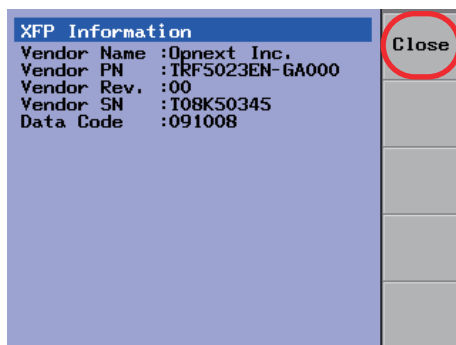 XFP Information
Close
Vendor Name :Opnext Inc.
Vendor PN :TRF5023EN-GA000
Vendor Rev. :00
Vendor SN :T08K50345
Data Code :091008